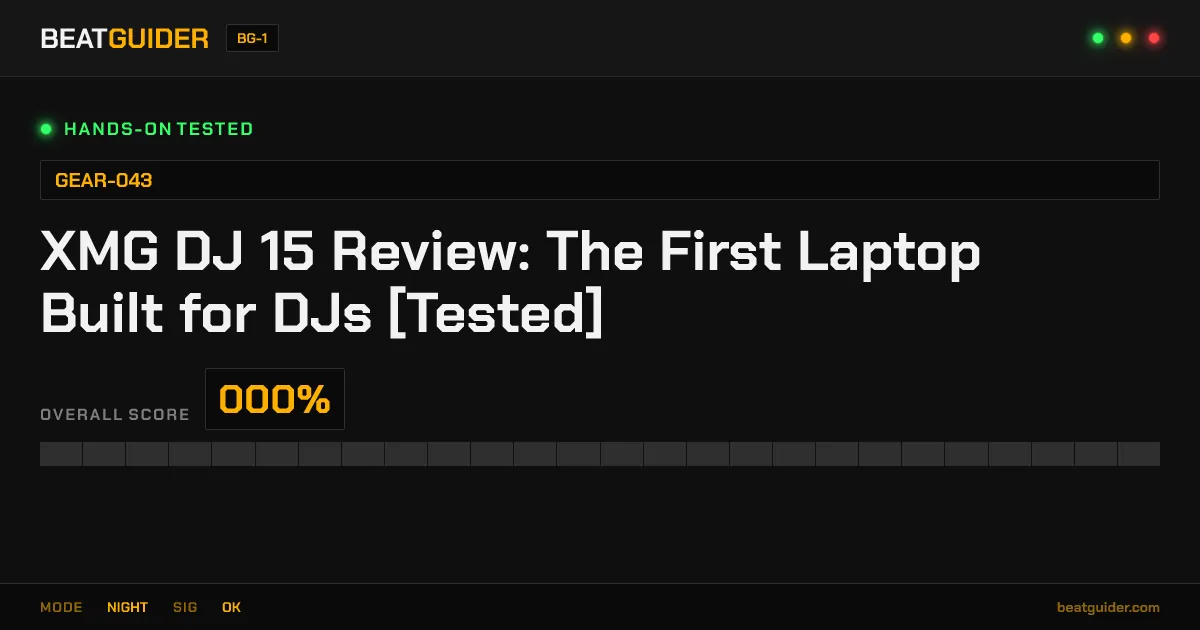 BEATGUIDER BG-1
HANDS-ON TESTED
GEAR-043
XMG DJ 15 Review: The First Laptop
Built for DJs [Tested]
OVERALL SCORE 000%
MODE NIGHT SIG OK beatguider.com